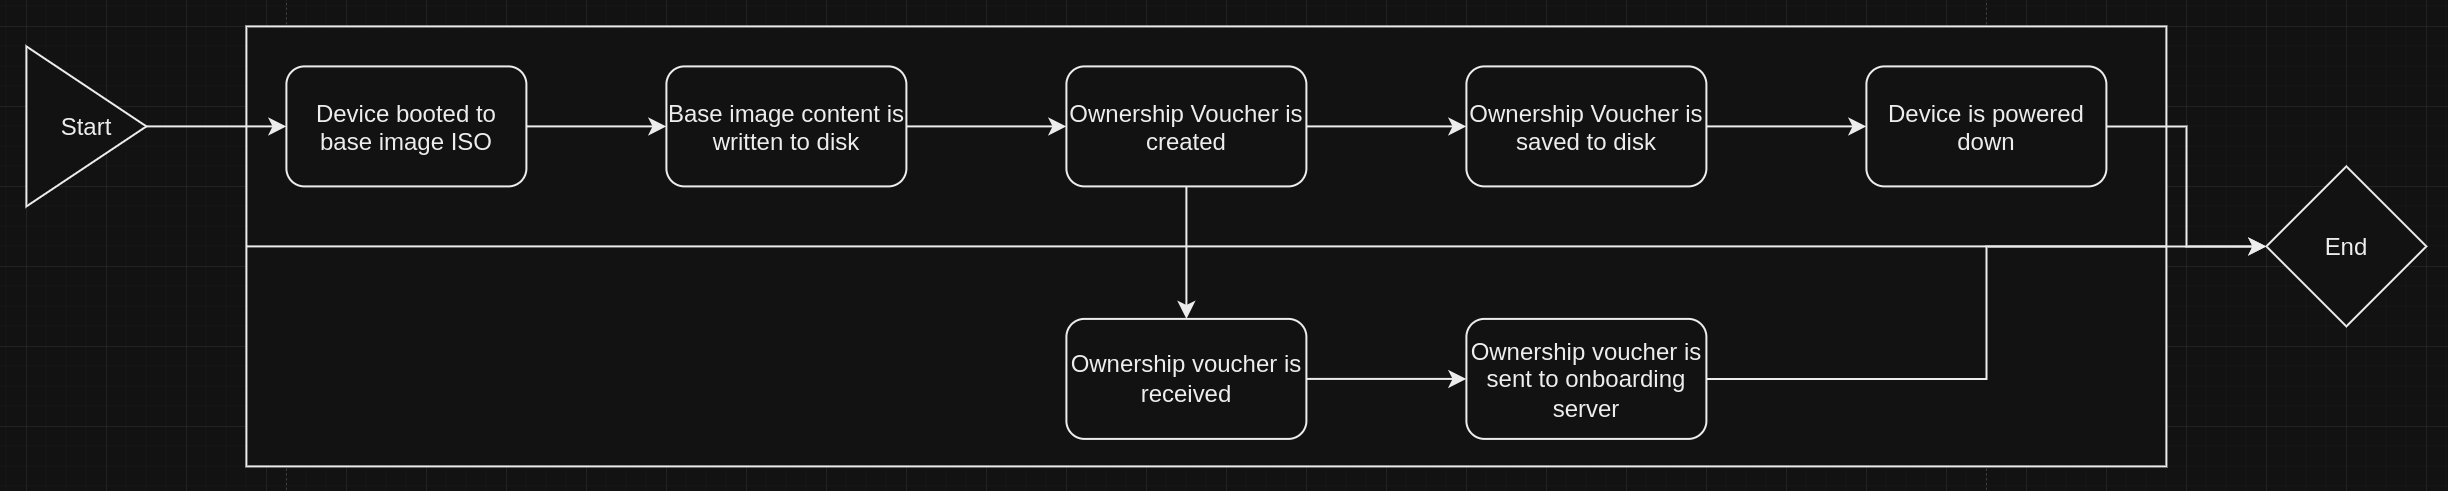 Start
Device booted to
base image ISO
Base image content is
written to disk
Ownership Voucher is
created
Ownership Voucher is
saved to disk
Device is powered
down
End
Ownership voucher is
received
Ownership voucher is
sent to onboarding
server